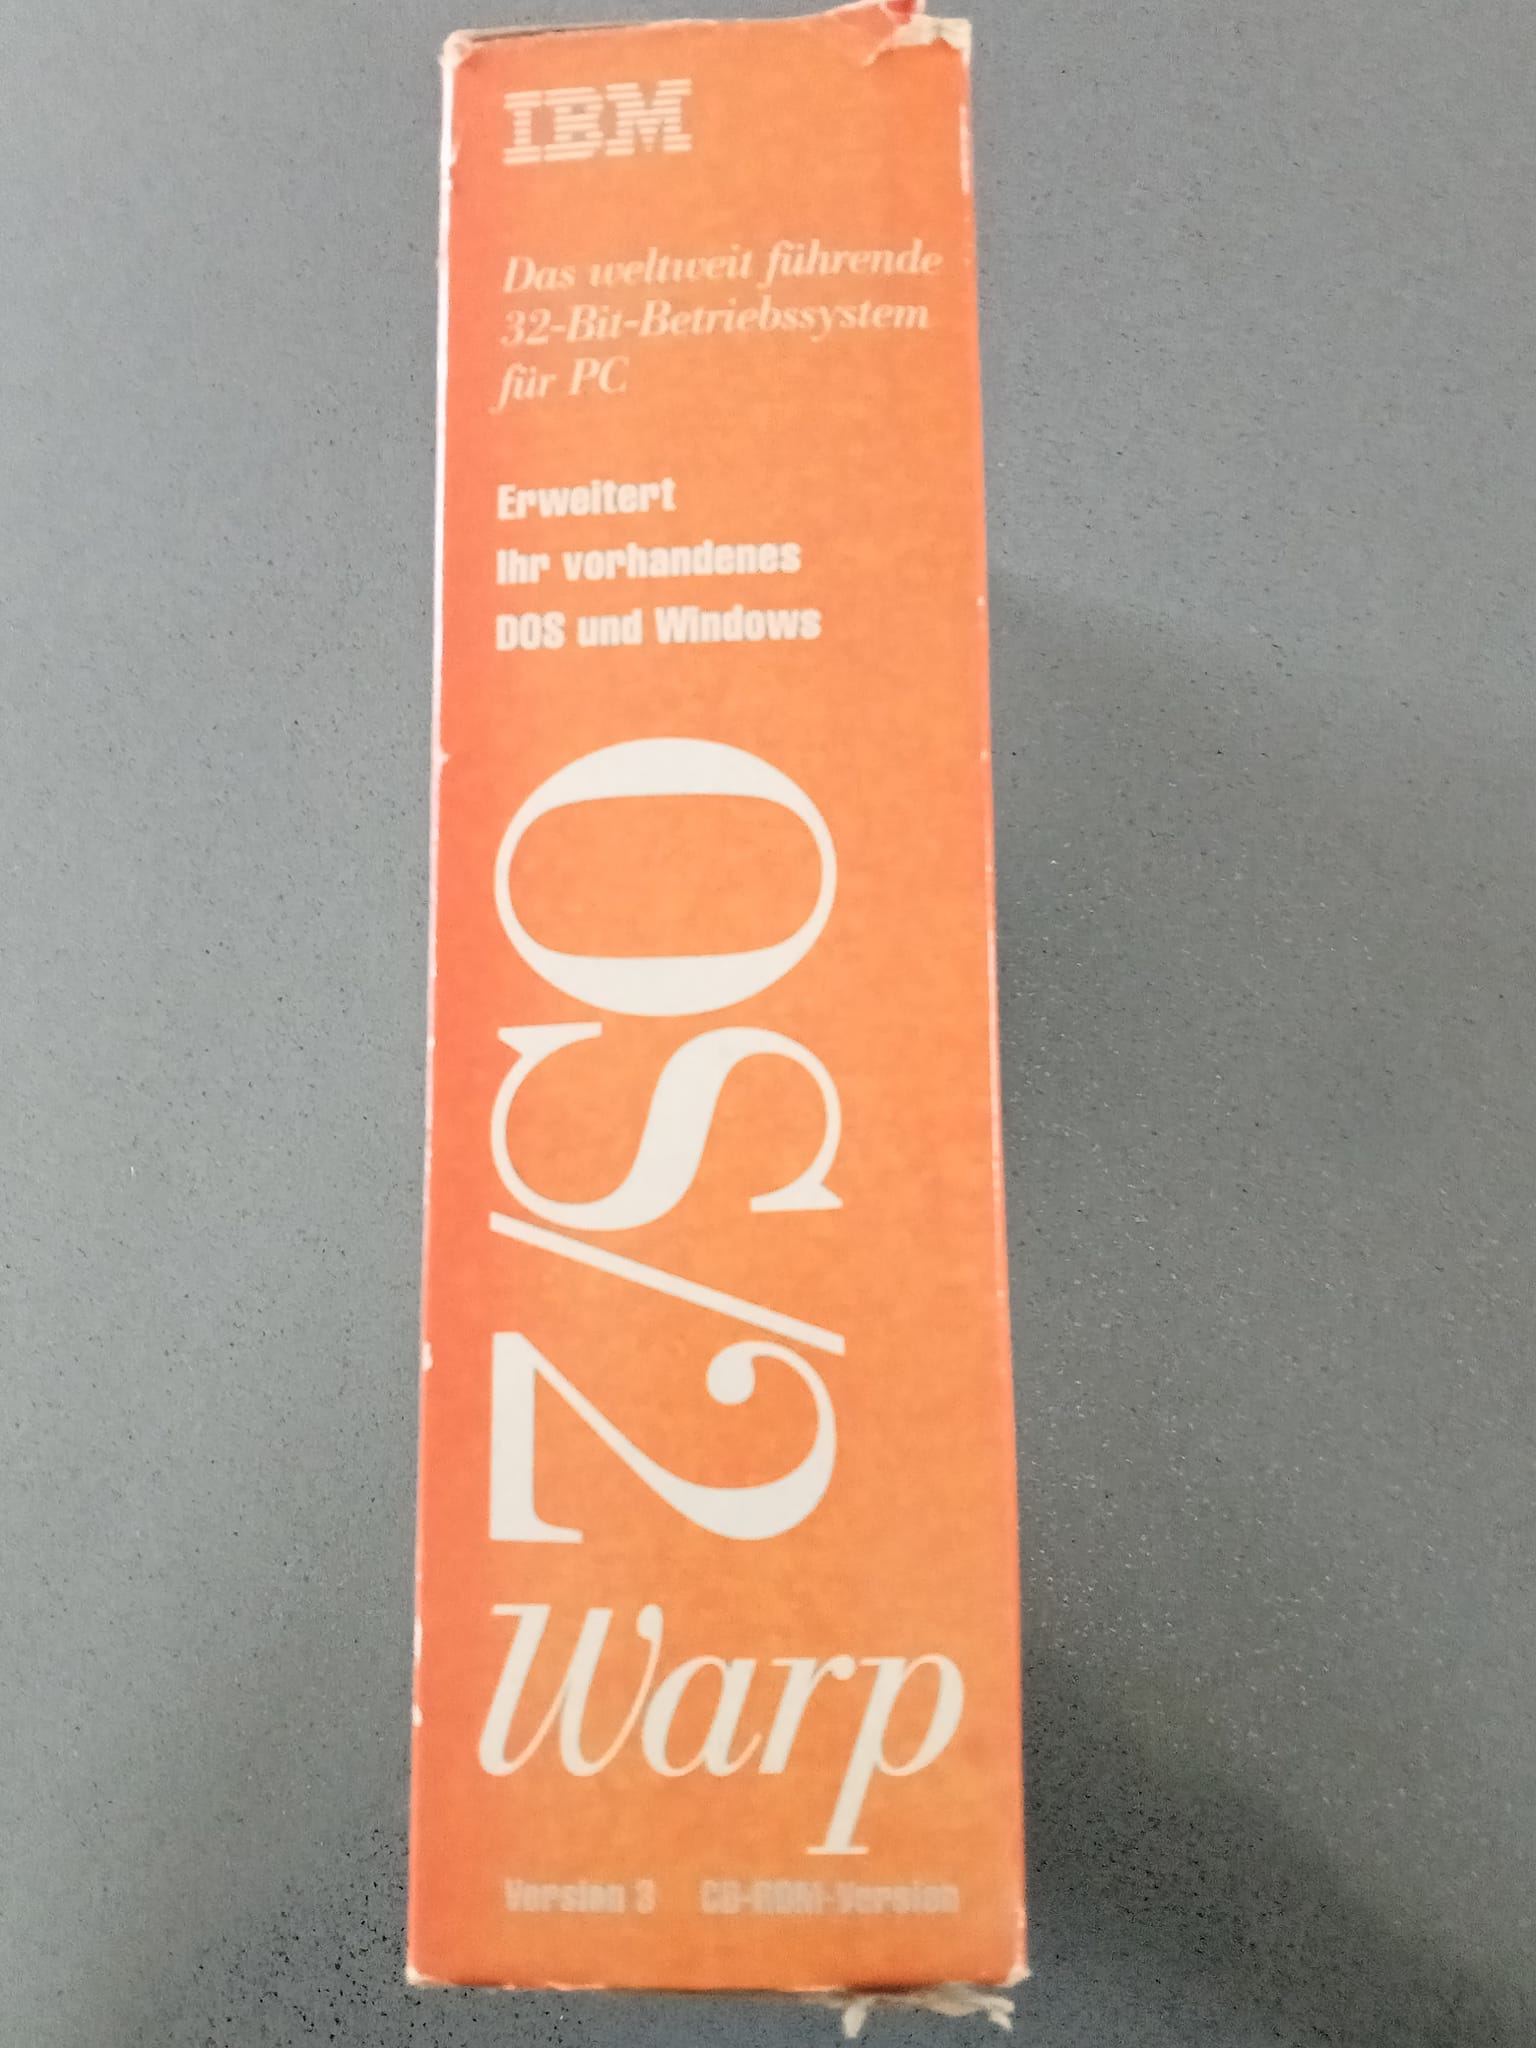 IBM
Das weltweit führende
32-Bit-Betriebssystem
für PC
Erweitert
Ihr vorhandenes
DOS und Windows
OS/2
Warp
Version 3 CD-ROM-Version